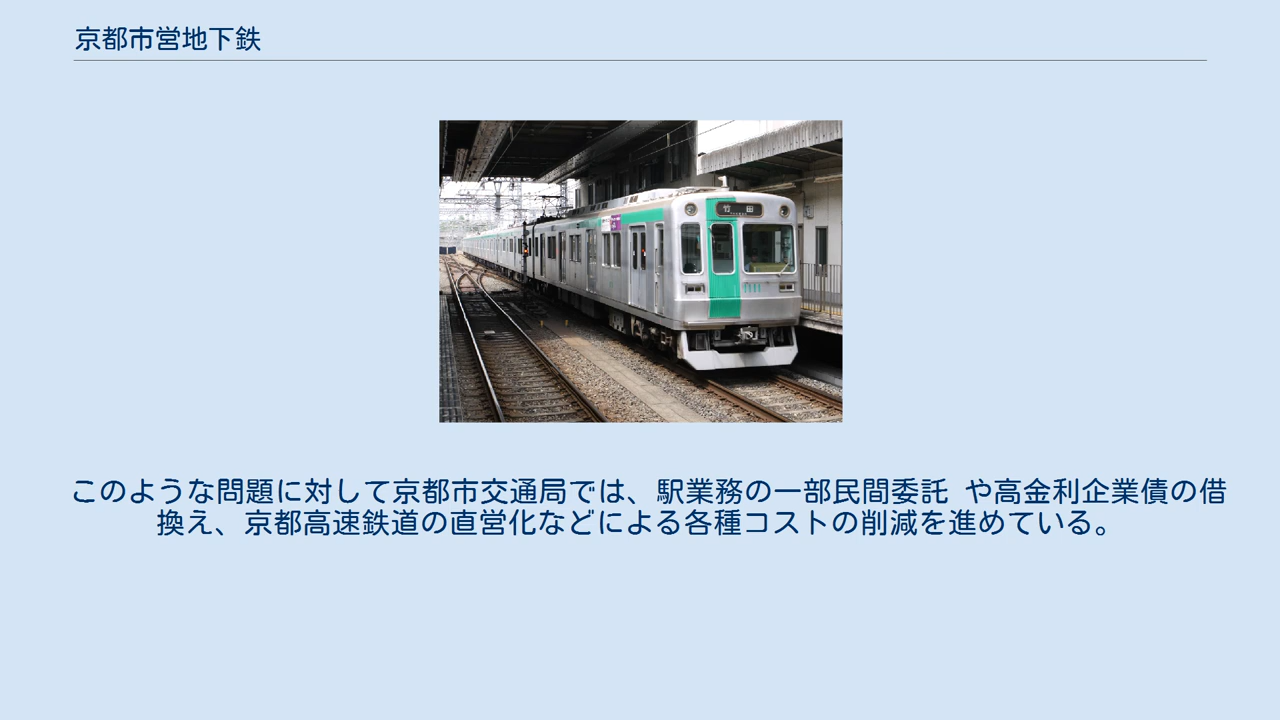 京都市営地下鉄
竹田
このような問題に対して京都市交通局では、駅業務の一部民間委託 や高金利企業債の借
換え、京都高速鉄道の直営化などによる各種コストの削減を進めている。